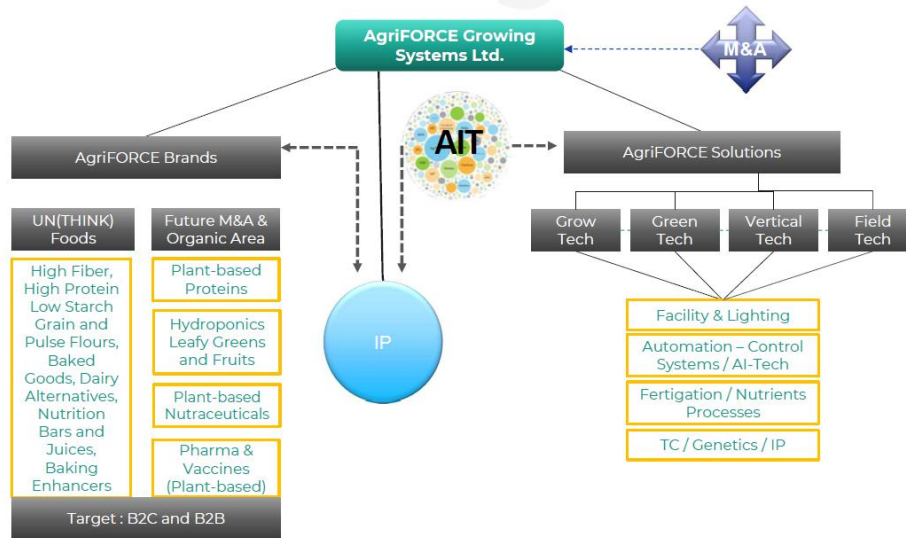 AgriFORCE Growing
Systems Ltd.
M&A
AIT
AgriFORCE Brands
AgriFORCE Solutions
UN(THINK)
Foods
Future M&A &
Organic Area
Grow
Tech
Green
Tech
Vertical
Tech
Field
Tech
High Fiber,
High Protein
Low Starch
Grain and
Pulse Flours,
Baked
Goods, Dairy
Alternatives,
Nutrition
Bars and
Juices,
Baking
Enhancers
Plant-based
Proteins
Hydroponics
Leafy Greens
and Fruits
Plant-based
Nutraceuticals
Pharma &
Vaccines
(Plant-based)
IP
Facility & Lighting
Automation – Control
Systems / AI-Tech
Fertigation / Nutrients
Processes
TC / Genetics / IP
Target : B2C and B2B